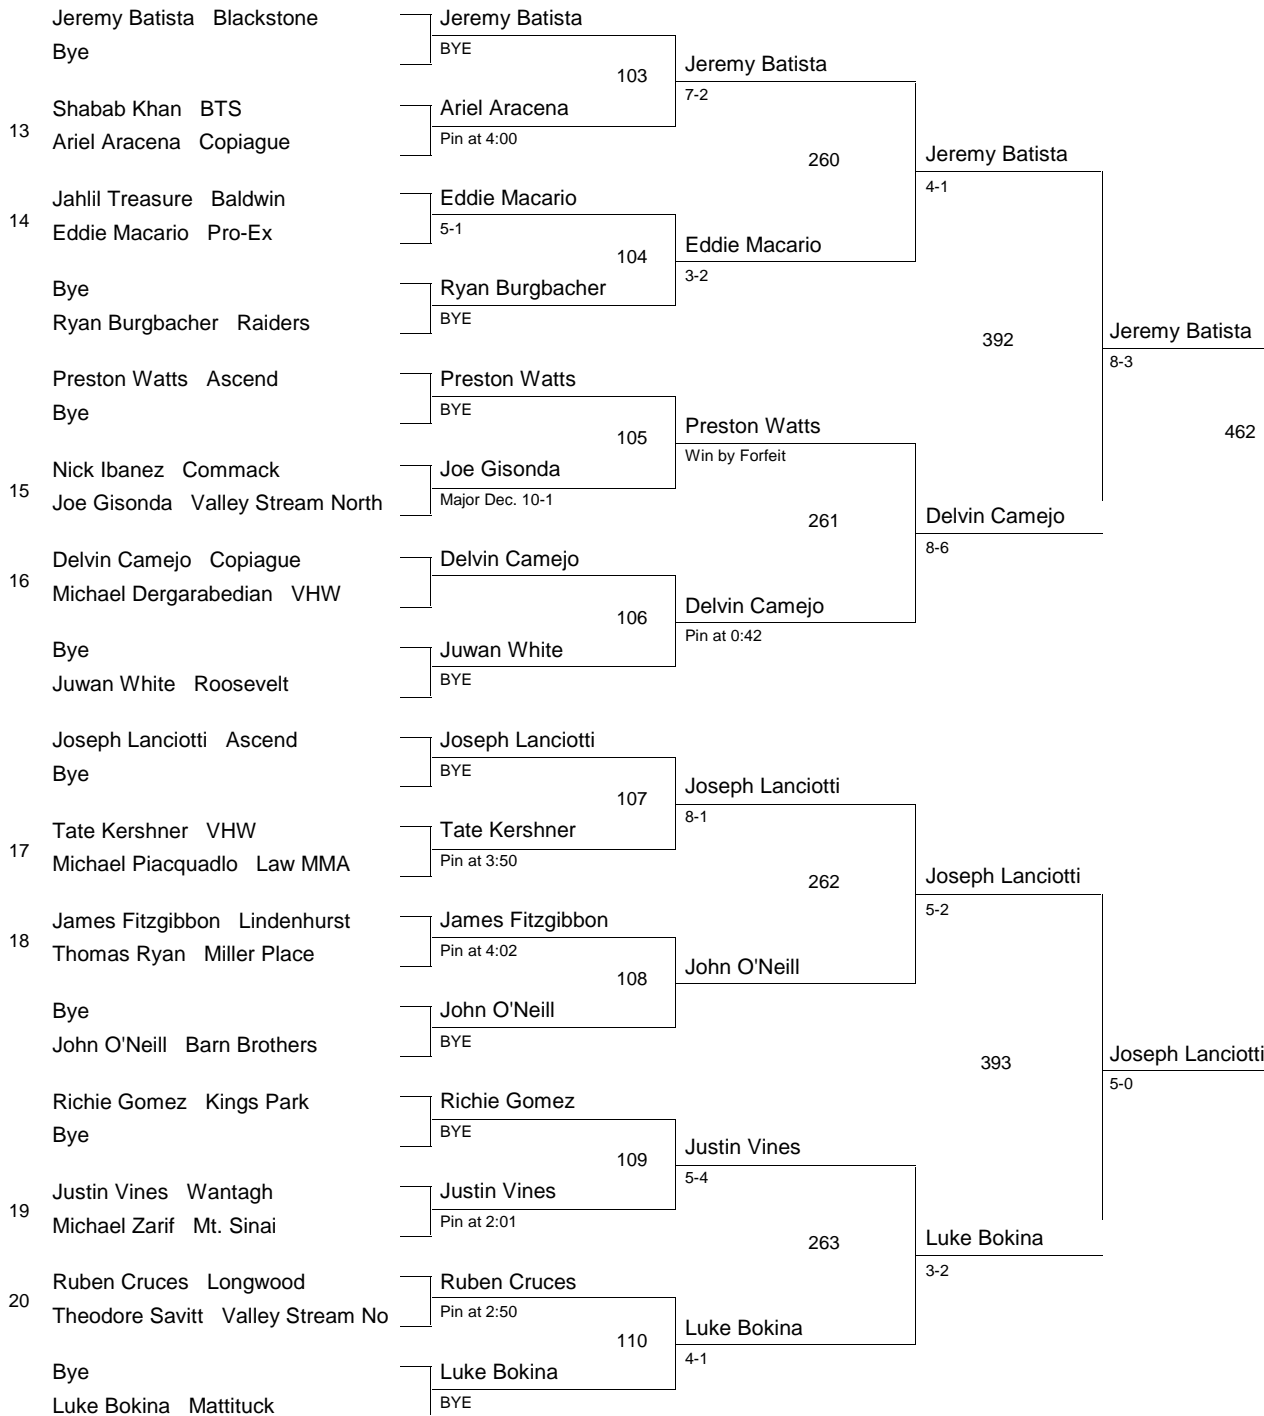 Jeremy Batista Blackstone
Bye
Jeremy Batista
BYE
103
Jeremy Batista
7-2
13
Shabab Khan BTS
Ariel Aracena Copiague
Ariel Aracena
Pin at 4:00
260
Jeremy Batista
4-1
14
Jahlil Treasure Baldwin
Eddie Macario Pro-Ex
Eddie Macario
5-1
104
Eddie Macario
3-2
Bye
Ryan Burgbacher Raiders
Ryan Burgbacher
BYE
392
Jeremy Batista
8-3
462
Preston Watts Ascend
Bye
Preston Watts
BYE
105
Preston Watts
Win by Forfeit
15
Nick Ibanez Commack
Joe Gisonda Valley Stream North
Joe Gisonda
Major Dec. 10-1
261
Delvin Camejo
8-6
16
Delvin Camejo Copiague
Michael Dergarabedian VHW
Delvin Camejo
106
Delvin Camejo
Pin at 0:42
Bye
Juwan White Roosevelt
Juwan White
BYE
Joseph Lanciotti Ascend
Bye
Joseph Lanciotti
BYE
107
Joseph Lanciotti
8-1
17
Tate Kershner VHW
Michael Piacquadlo Law MMA
Tate Kershner
Pin at 3:50
262
Joseph Lanciotti
5-2
18
James Fitzgibbon Lindenhurst
Thomas Ryan Miller Place
James Fitzgibbon
Pin at 4:02
108
John O'Neill
Bye
John O'Neill Barn Brothers
John O'Neill
BYE
393
Joseph Lanciotti
5-0
Richie Gomez Kings Park
Bye
Richie Gomez
BYE
109
Justin Vines
5-4
19
Justin Vines Wantagh
Michael Zarif Mt. Sinai
Justin Vines
Pin at 2:01
263
Luke Bokina
3-2
20
Ruben Cruces Longwood
Theodore Savitt Valley Stream No
Ruben Cruces
Pin at 2:50
110
Luke Bokina
4-1
Bye
Luke Bokina Mattituck
Luke Bokina
BYE